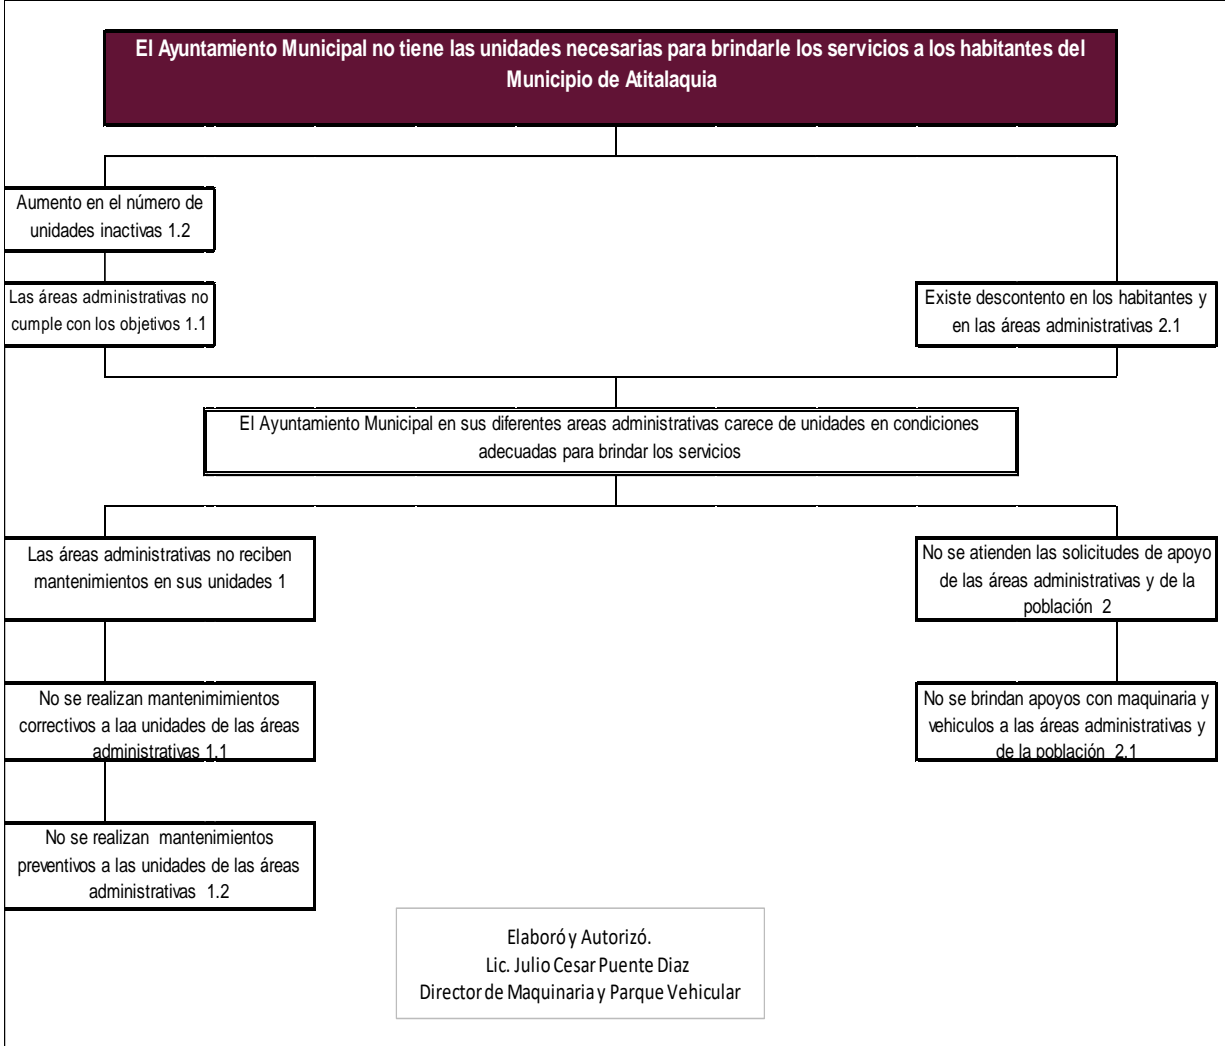 El Ayuntamiento Municipal no tiene las unidades necesarias para brindarle los servicios a los habitantes del
Municipio de Atitalaquia
Aumento en el número de
unidades inactivas 1.2
Las áreas administrativas no
cumple con los objetivos 1.1
Existe descontento en los habitantes y
en las áreas administrativas 2.1
El Ayuntamiento Municipal en sus diferentes areas administrativas carece de unidades en condiciones
adecuadas para brindar los servicios
Las áreas administrativas no reciben
mantenimientos en sus unidades 1
No se atienden las solicitudes de apoyo
de las áreas administrativas y de la
población 2
No se realizan mantenimimientos
correctivos a laa unidades de las áreas
administrativas 1.1
No se brindan apoyos con maquinaria y
vehiculos a las áreas administrativas y
de la población 2.1
No se realizan mantenimientos
preventivos a las unidades de las áreas
administrativas 1.2
Elaboró y Autorizó.
Lic. Julio Cesar Puente Diaz
Director de Maquinaria y Parque Vehicular